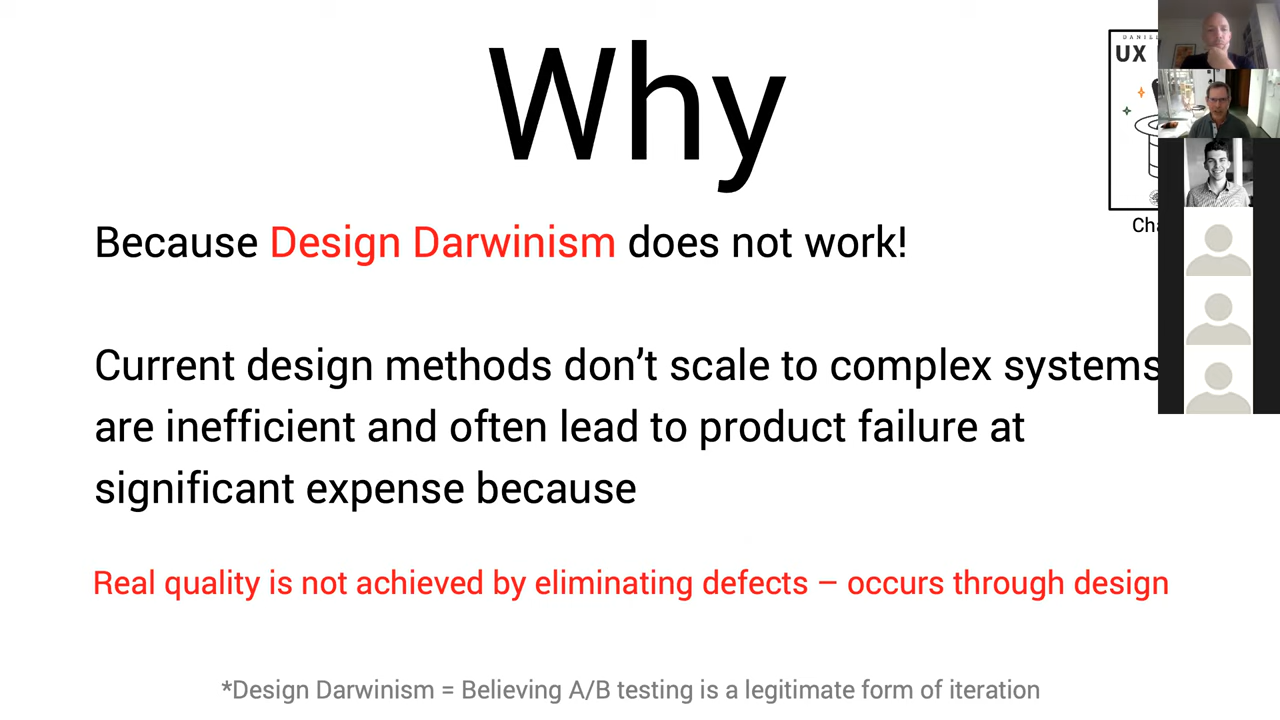 Why
UX
Because Design Darwinism does not work!
Current design methods don’t scale to complex systems
are inefficient and often lead to product failure at
significant expense because
Real quality is not achieved by eliminating defects – occurs through design
*Design Darwinism = Believing A/B testing is a legitimate form of iteration